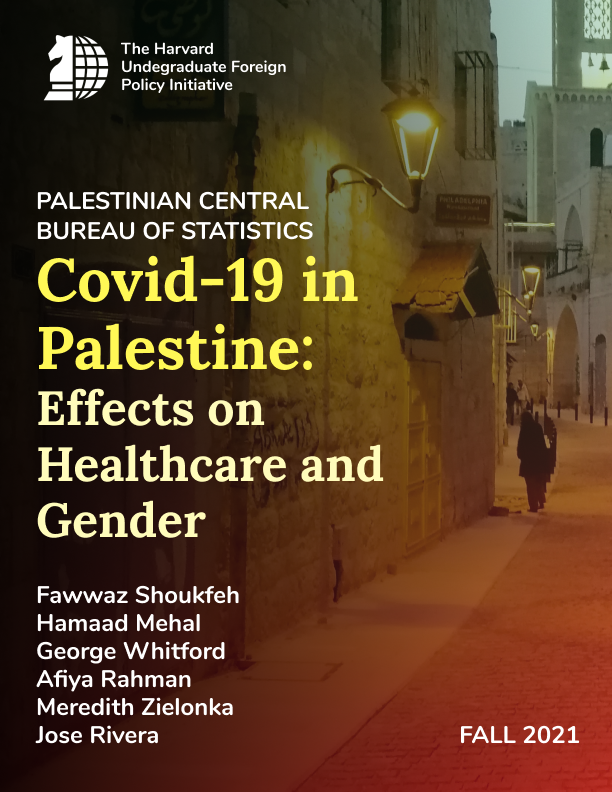 The Harvard
Undergraduate Foreign
Policy Initiative
PHILADELPHIA
PALESTINIAN CENTRAL
BUREAU OF STATISTICS
Covid-19 in
Palestine:
Effects on
Healthcare and
Gender
Fawwaz Shoukfeh
Hamaad Mehal
George Whitford
Afiya Rahman
Meredith Zielonka
Jose Rivera
FALL 2021